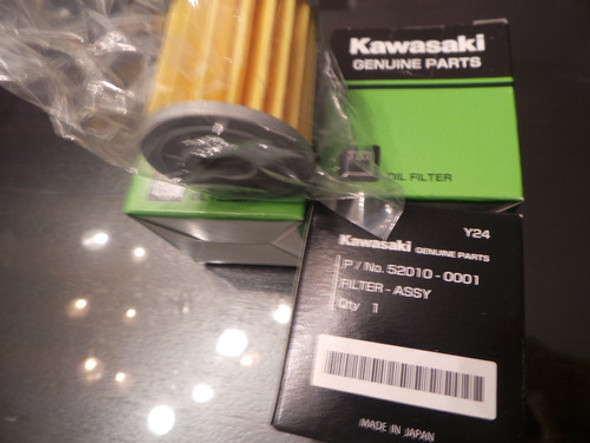 Kawasaki
GENUINE PARTS
OIL FILTER
Y24
Kawasaki GENUINE PARTS
P/No. 52010-0001
FILTER-ASSY
Qty 1
MADE IN JAPAN